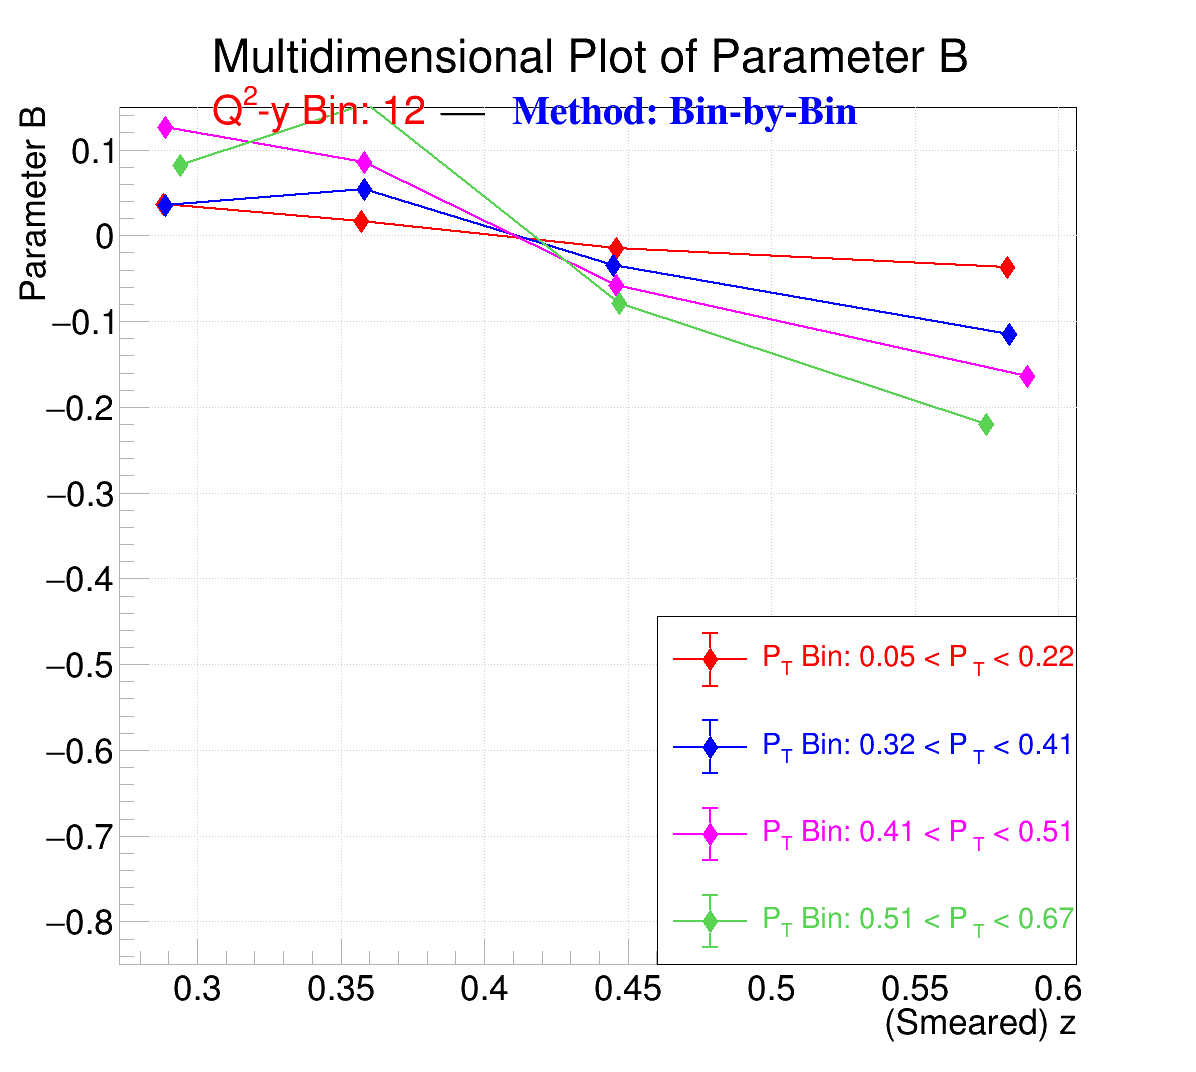 Multidimensional Plot of Parameter B
Q2-y Bin: 12 — Method: Bin-by-Bin
Parameter B
0.1
0
−0.1
−0.2
−0.3
−0.4
−0.5
−0.6
−0.7
−0.8
PT Bin: 0.05 < PT < 0.22
PT Bin: 0.32 < PT < 0.41
PT Bin: 0.41 < PT < 0.51
PT Bin: 0.51 < PT < 0.67
0.3 0.35 0.4 0.45 0.5 0.55 0.6
(Smeared) z